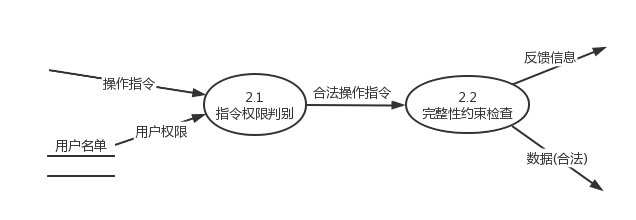 反馈信息
操作指令
2.1
指令权限判别
合法操作指令
2.2
完整性约束检查
用户权限
用户名单
数据(合法)